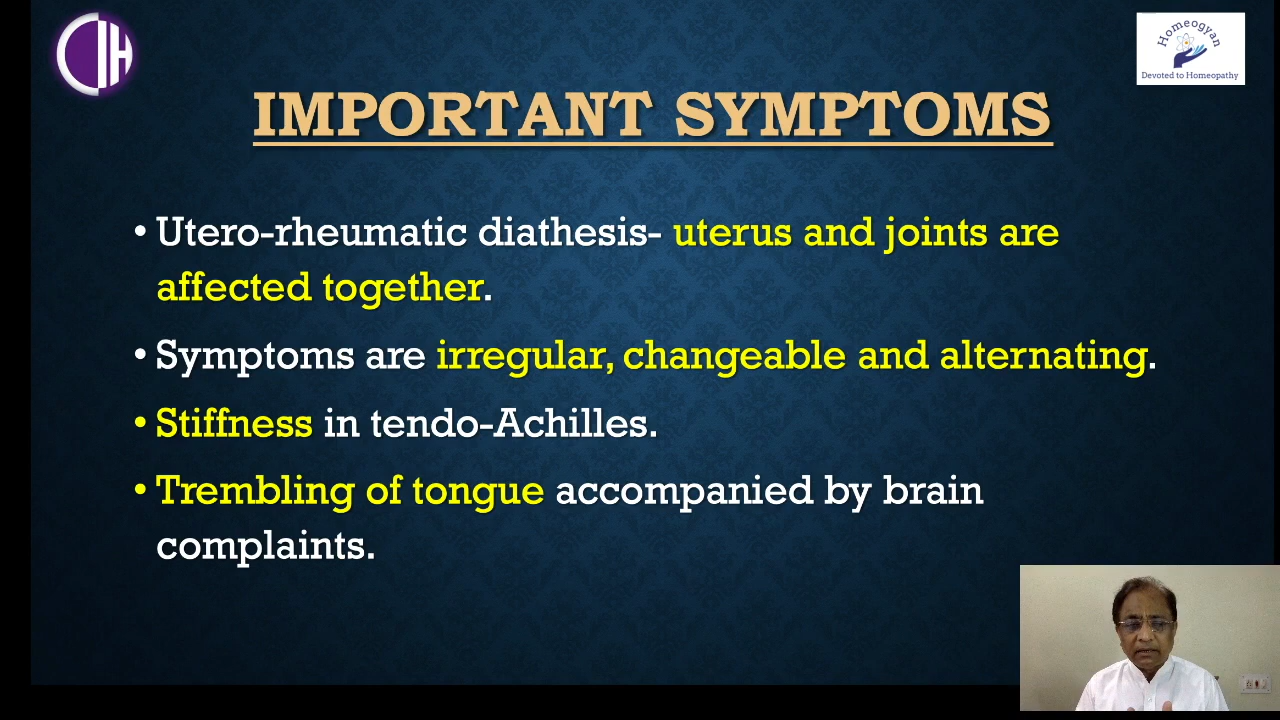 Homeogyan
Devoted to Homeopathy
IMPORTANT SYMPTOMS
• Utero-rheumatic diathesis- uterus and joints are
affected together.
• Symptoms are irregular, changeable and alternating.
• Stiffness in tendo-Achilles.
• Trembling of tongue accompanied by brain
complaints.